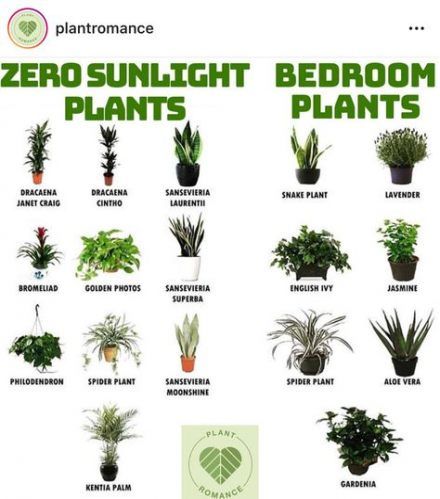 plantromance
ZERO SUNLIGHT
PLANTS
DRACAENA
JANET CRAIG
DRACAENA
CINTHO
SANSEVIERIA
LAURENTII
BROMELIAD
GOLDEN PHOTOS
SANSEVIERIA
SUPERBA
PHILODENDRON
SPIDER PLANT
SANSEVIERIA
MOONSHINE
KENTIA PALM
BEDROOM
PLANTS
SNAKE PLANT
LAVENDER
ENGLISH IVY
JASMINE
SPIDER PLANT
ALOE VERA
GARDENIA
PLANT
ROMANCE